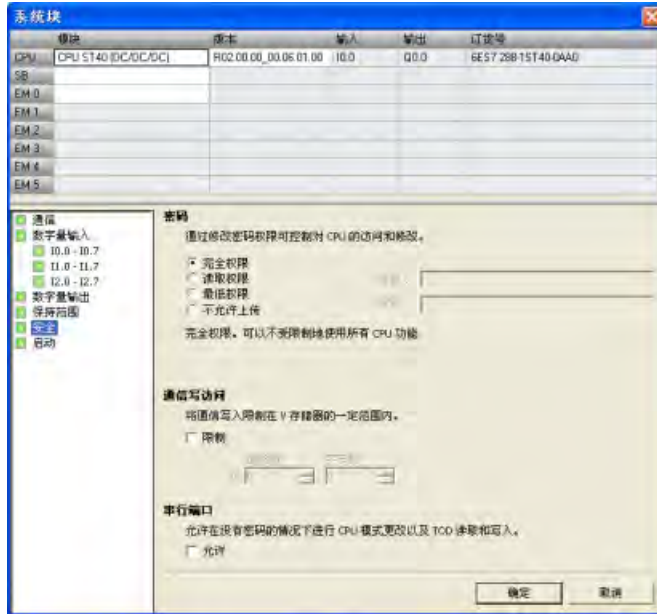 系统块
模块 版本 输入 输出 订货号
CPU CPU ST40 (DC/DC/DC) R02.00.00_00.06.01.00 I0.0 Q0.0 6ES7 288-1ST40-0AA0
SB
EM 0
EM 1
EM 2
EM 3
EM 4
EM 5
通信
数字量输入
I0.0 - I0.7
I1.0 - I1.7
I2.0 - I2.7
数字量输出
保持范围
安全
启动
密码
通过修改密码权限可控制对 CPU 的访问和修改。
完全权限
读取权限
最低权限
不允许上传
完全权限。可以不受限制地使用所有 CPU 功能
通信写访问
将通信写入限制在 V 存储器的一定范围内。
限制
串行端口
允许在没有密码的情况下进行 CPU 模式更改以及 TOD 读取和写入。
允许
确定 取消